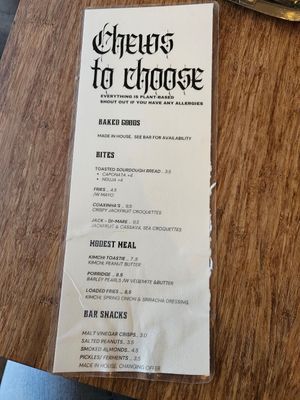 Chews
to choose
EVERYTHING IS PLANT-BASED
SHOUT OUT IF YOU HAVE ANY ALLERGIES
BAKED GOODS
MADE IN HOUSE. SEE BAR FOR AVAILABILITY
BITES
TOASTED SOURDOUGH BREAD .. 3.5
• CAPONATA +4
• NDUJA +4
FRIES .. 4.5
/W MAYO
COAXINHA'S .. 6.5
CRISPY JACKFRUIT CROQUETTES
JACK - DI-MARE ..
JACKFRUIT & CASSAVA, SEA CROQUETTES
MODEST MEAL
KIMCHI TOASTIE .. 7.5
KIMCHI, PEANUT BUTTER
PORRIDGE .. 8.5
BARLEY PEARLS /W VEGEMITE &BUTTER
LOADED FRIES .. 8.5
KIMCHI, SPRING ONION & SRIRACHA DRESSING
BAR SNACKS
MALT VINEGAR CRISPS.. 3.0
SALTED PEANUTS.. 3.5
SMOKED ALMONDS.. 4.5
PICKLES/ FERMENTS .. 3.5
MADE IN HOUSE, CHANGING OFFER